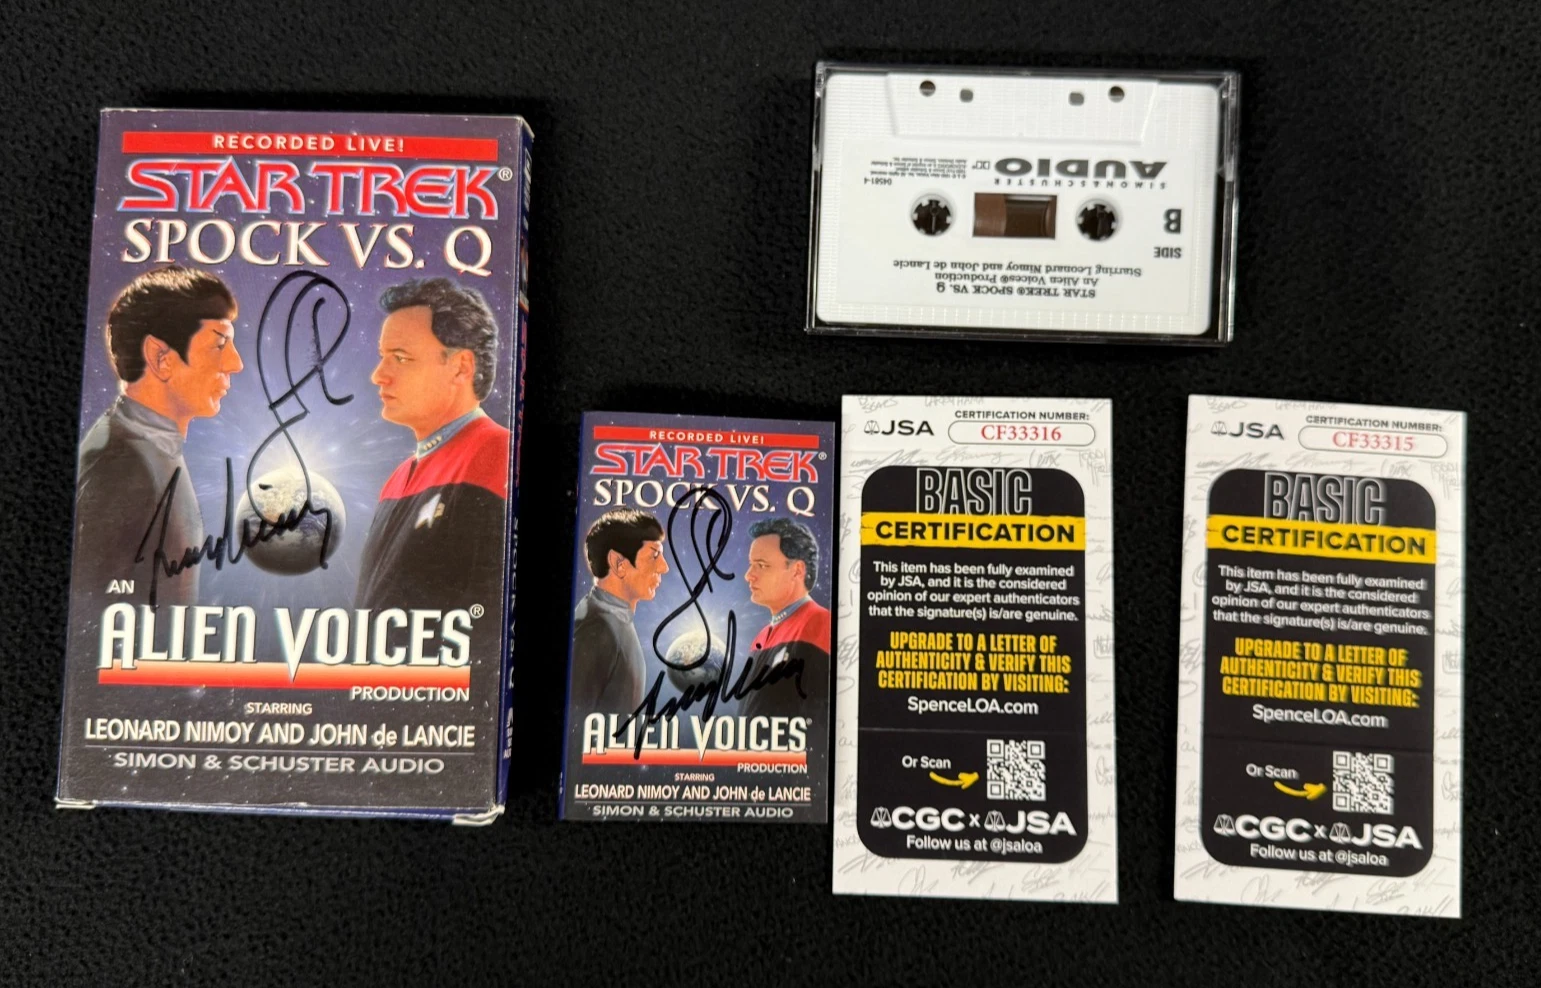 RECORDED LIVE!
STAR TREK®
SPOCK VS. Q
AN
ALIEN VOICES®
PRODUCTION
STARRING
LEONARD NIMOY AND JOHN de LANCIE
SIMON & SCHUSTER AUDIO
RECORDED LIVE!
STAR TREK®
SPOCK VS. Q
ALIEN VOICES®
PRODUCTION
STARRING
LEONARD NIMOY AND JOHN de LANCIE
SIMON & SCHUSTER AUDIO
STAR TREK® SPOCK VS. Q
An Alien Voices® Production
Starring Leonard Nimoy and John de Lancie
SIDE
B
SIMON & SCHUSTER
AUDIO
04581-4
JSA
CERTIFICATION NUMBER:
CF33316
BASIC
CERTIFICATION
This item has been fully examined
by JSA, and it is the considered
opinion of our expert authenticators
that the signature(s) is/are genuine.
UPGRADE TO A LETTER OF
AUTHENTICITY & VERIFY THIS
CERTIFICATION BY VISITING:
SpenceLOA.com
Or Scan
CGC x JSA
Follow us at @jsaloa
JSA
CERTIFICATION NUMBER:
CF33315
BASIC
CERTIFICATION
This item has been fully examined
by JSA, and it is the considered
opinion of our expert authenticators
that the signature(s) is/are genuine.
UPGRADE TO A LETTER OF
AUTHENTICITY & VERIFY THIS
CERTIFICATION BY VISITING:
SpenceLOA.com
Or Scan
CGC x JSA
Follow us at @jsaloa